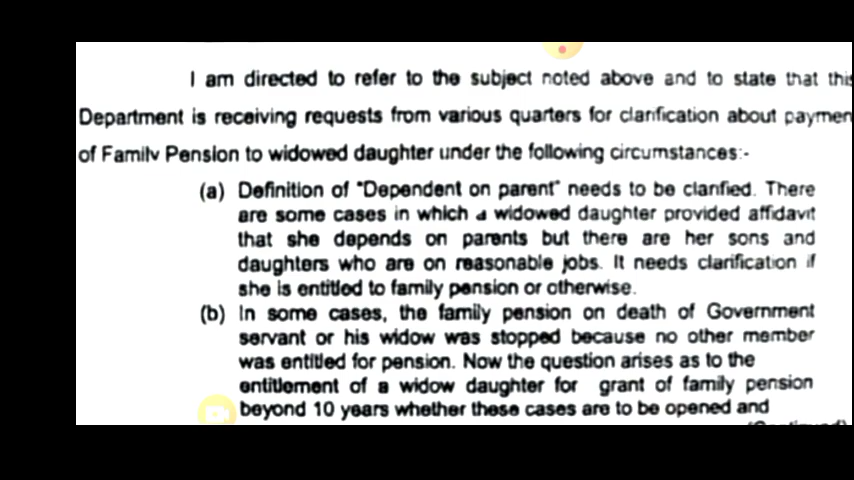 I am directed to refer to the subject noted above and to state that this
Department is receiving requests from various quarters for clarification about paymen
of Family Pension to widowed daughter under the following circumstances:-
(a) Definition of "Dependent on parent" needs to be clarified. There
are some cases in which a widowed daughter provided affidavit
that she depends on parents but there are her sons and
daughters who are on reasonable jobs. It needs clarification if
she is entitled to family pension or otherwise.
(b) In some cases, the family pension on death of Government
servant or his widow was stopped because no other member
was entitled for pension. Now the question arises as to the
entitlement of a widow daughter for grant of family pension
beyond 10 years whether these cases are to be opened and